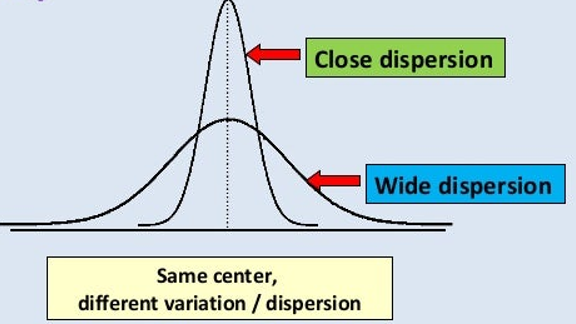 Close dispersion
Wide dispersion
Same center,
different variation / dispersion